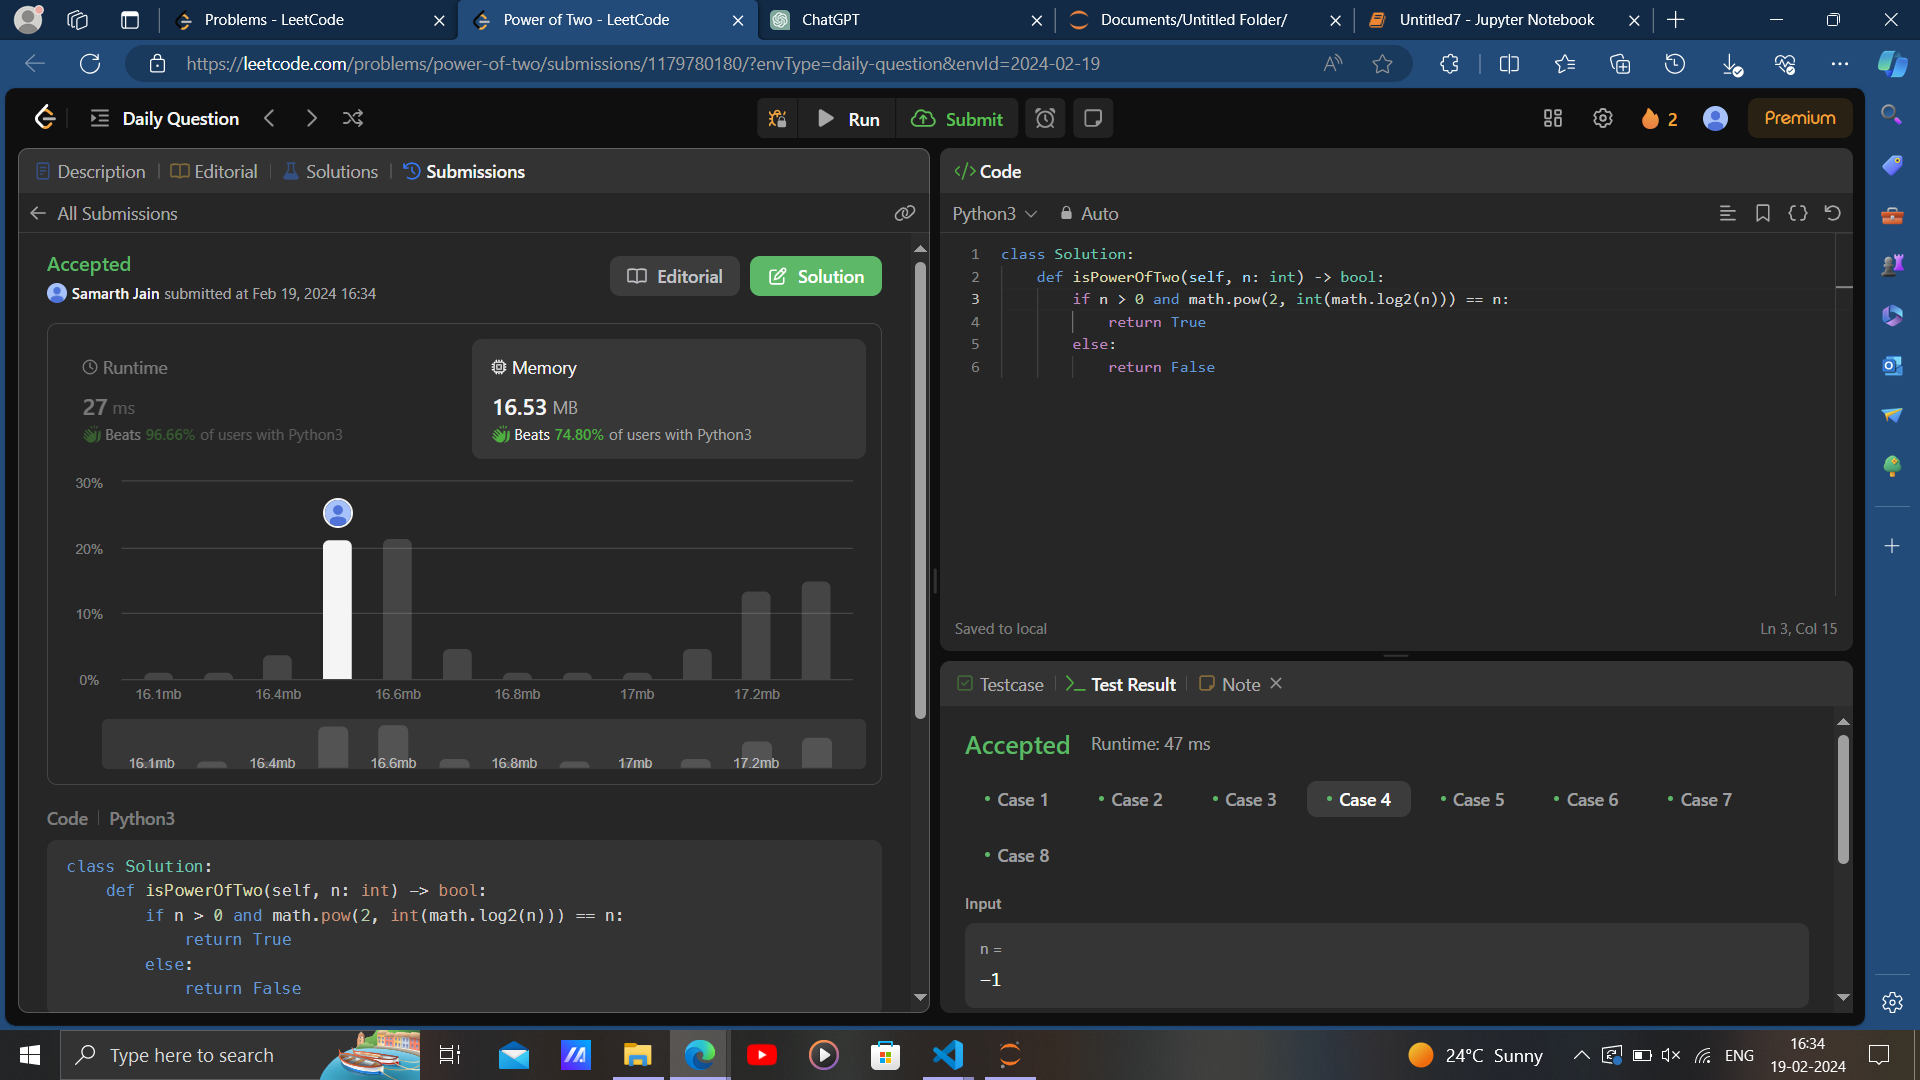 Problems - LeetCode
Power of Two - LeetCode
ChatGPT
Documents/Untitled Folder/
Untitled7 - Jupyter Notebook
https://leetcode.com/problems/power-of-two/submissions/1179780180/?envType=daily-question&envId=2024-02-19
Daily Question
Run
Submit
2
Premium
Description
Editorial
Solutions
Submissions
All Submissions
Accepted
Samarth Jain submitted at Feb 19, 2024 16:34
Editorial
Solution
Runtime
27 ms
Beats 96.66% of users with Python3
Memory
16.53 MB
Beats 74.80% of users with Python3
30%
20%
10%
0%
16.1mb 16.4mb 16.6mb 16.8mb 17mb 17.2mb
16.1mb 16.4mb 16.6mb 16.8mb 17mb 17.2mb
Code | Python3
class Solution:
    def isPowerOfTwo(self, n: int) -> bool:
        if n > 0 and math.pow(2, int(math.log2(n))) == n:
            return True
        else:
            return False
</> Code
Python3
Auto
1 class Solution:
2     def isPowerOfTwo(self, n: int) -> bool:
3         if n > 0 and math.pow(2, int(math.log2(n))) == n:
4             return True
5         else:
6             return False
Saved to local
Ln 3, Col 15
Testcase
Test Result
Note
Accepted Runtime: 47 ms
• Case 1 • Case 2 • Case 3 • Case 4 • Case 5 • Case 6 • Case 7
• Case 8
Input
n =
-1
Type here to search
24°C Sunny
ENG
16:34
19-02-2024